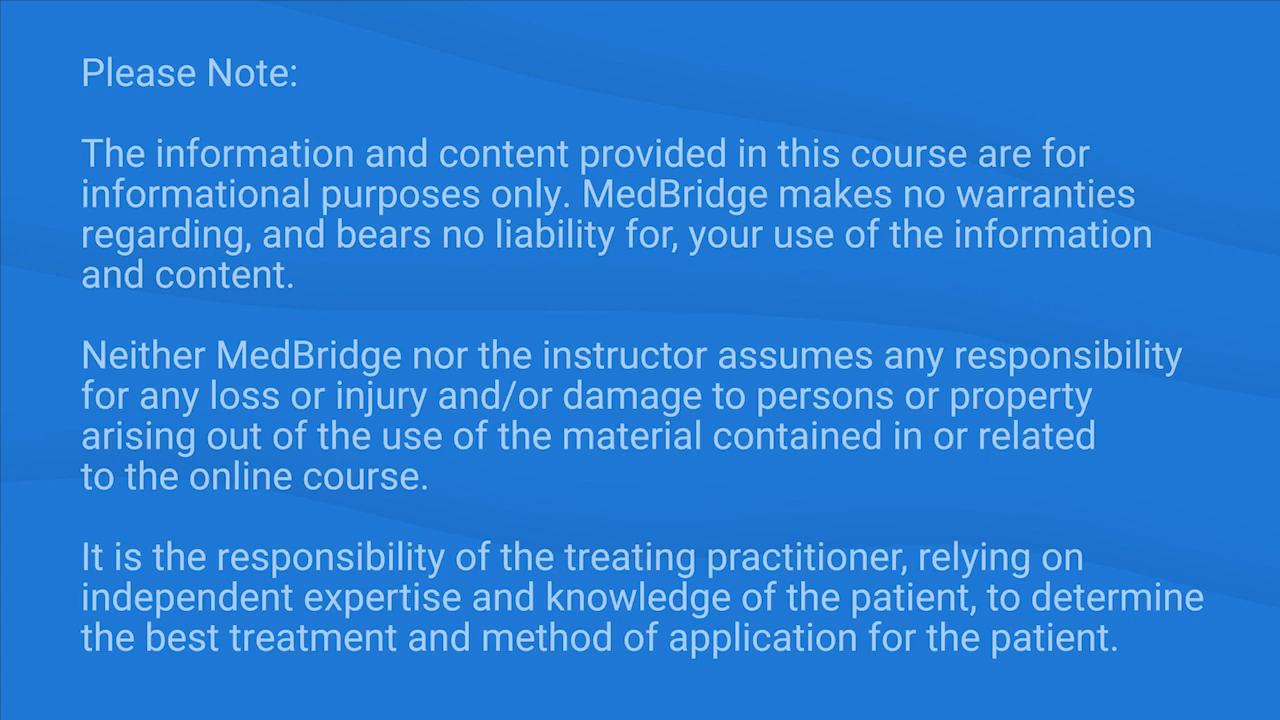 Please Note:
The information and content provided in this course are for
informational purposes only. MedBridge makes no warranties
regarding, and bears no liability for, your use of the information
and content.
Neither MedBridge nor the instructor assumes any responsibility
for any loss or injury and/or damage to persons or property
arising out of the use of the material contained in or related
to the online course.
It is the responsibility of the treating practitioner, relying on
independent expertise and knowledge of the patient, to determine
the best treatment and method of application for the patient.